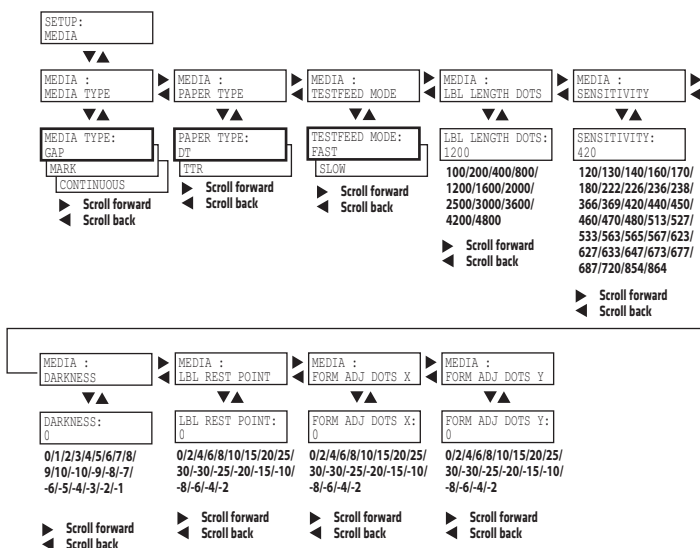 SETUP:
MEDIA
MEDIA :
MEDIA TYPE
MEDIA :
PAPER TYPE
MEDIA :
TESTFEED MODE
MEDIA :
LBL LENGTH DOTS
MEDIA :
SENSITIVITY
MEDIA TYPE:
GAP
MARK
CONTINUOUS
Scroll forward
Scroll back
PAPER TYPE:
DT
TTR
Scroll forward
Scroll back
TESTFEED MODE:
FAST
SLOW
Scroll forward
Scroll back
LBL LENGTH DOTS:
1200
100/200/400/800/
1200/1600/2000/
2500/3000/3600/
4200/4800
Scroll forward
Scroll back
SENSITIVITY:
420
120/130/140/160/170/
180/222/226/236/238/
366/369/420/440/450/
460/470/480/513/527/
533/563/565/567/623/
627/633/647/673/677/
687/720/854/864
Scroll forward
Scroll back
MEDIA :
DARKNESS
MEDIA :
LBL REST POINT
MEDIA :
FORM ADJ DOTS X
MEDIA :
FORM ADJ DOTS Y
DARKNESS:
0
0/1/2/3/4/5/6/7/8/
9/10/-10/-9/-8/-7/
-6/-5/-4/-3/-2/-1
Scroll forward
Scroll back
LBL REST POINT:
0
0/2/4/6/8/10/15/20/25/
30/-30/-25/-20/-15/-10/
-8/-6/-4/-2
Scroll forward
Scroll back
FORM ADJ DOTS X:
0
0/2/4/6/8/10/15/20/25/
30/-30/-25/-20/-15/-10/
-8/-6/-4/-2
Scroll forward
Scroll back
FORM ADJ DOTS Y:
0
0/2/4/6/8/10/15/20/25/
30/-30/-25/-20/-15/-10/
-8/-6/-4/-2
Scroll forward
Scroll back